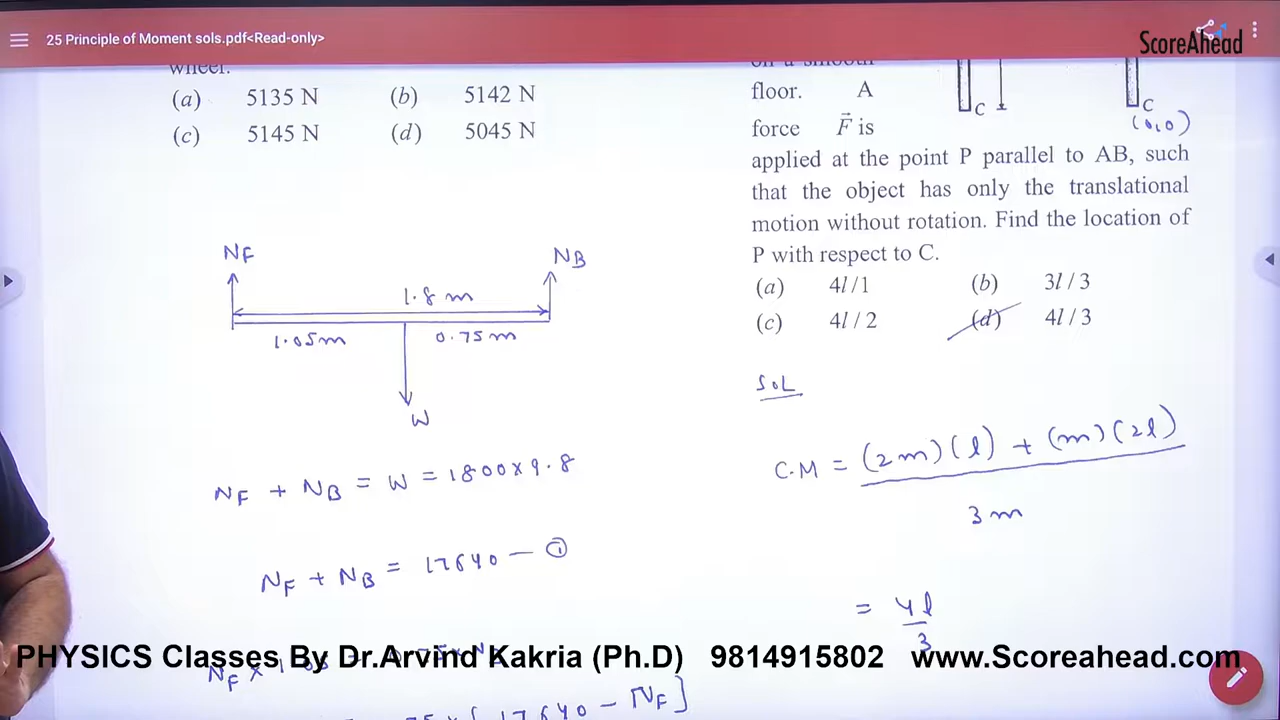 25 Principle of Moment sols.pdf<Read-only>
ScoreAhead
wheel.
(a) 5135 N (b) 5142 N
(c) 5145 N (d) 5045 N
NF NB
1.8 m
1.05m 0.75m
W
NF + NB = W = 1800×9.8
NF + NB = 17640 — ①
NF ×
[17640 - NF]
on a smooth
floor. A
force F⃗ is
applied at the point P parallel to AB, such
that the object has only the translational
motion without rotation. Find the location of
P with respect to C.
(a) 4l/1 (b) 3l / 3
(c) 4l / 2 (d) 4l / 3
C C
(0,0)
SOL
C.M = (2m)(l) + (m)(2l)
3m
= 4l
3
PHYSICS Classes By Dr.Arvind Kakria (Ph.D) 9814915802 www.Scoreahead.com